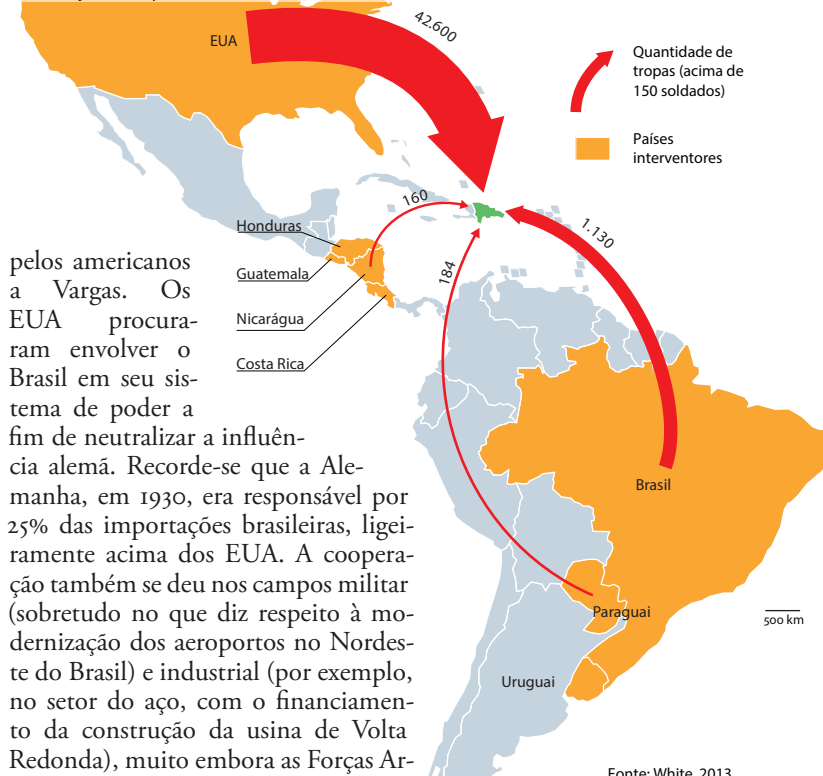 EUA
42.600
Quantidade de
tropas (acima de
150 soldados)
Países
interventores
160
184
1.130
Honduras
Guatemala
Nicarágua
Costa Rica
Brasil
Paraguai
Uruguai
500 km
pelos americanos
a Vargas. Os
EUA procura-
ram envolver o
Brasil em seu sis-
tema de poder a
fim de neutralizar a influên-
cia alemã. Recorde-se que a Ale-
manha, em 1930, era responsável por
25% das importações brasileiras, ligei-
ramente acima dos EUA. A coopera-
ção também se deu nos campos militar
(sobretudo no que diz respeito à mo-
dernização dos aeroportos no Nordes-
te do Brasil) e industrial (por exemplo,
no setor do aço, com o financiamen-
to da construção da usina de Volta
Redonda), muito embora as Forças Ar-
Fonte: White, 2013